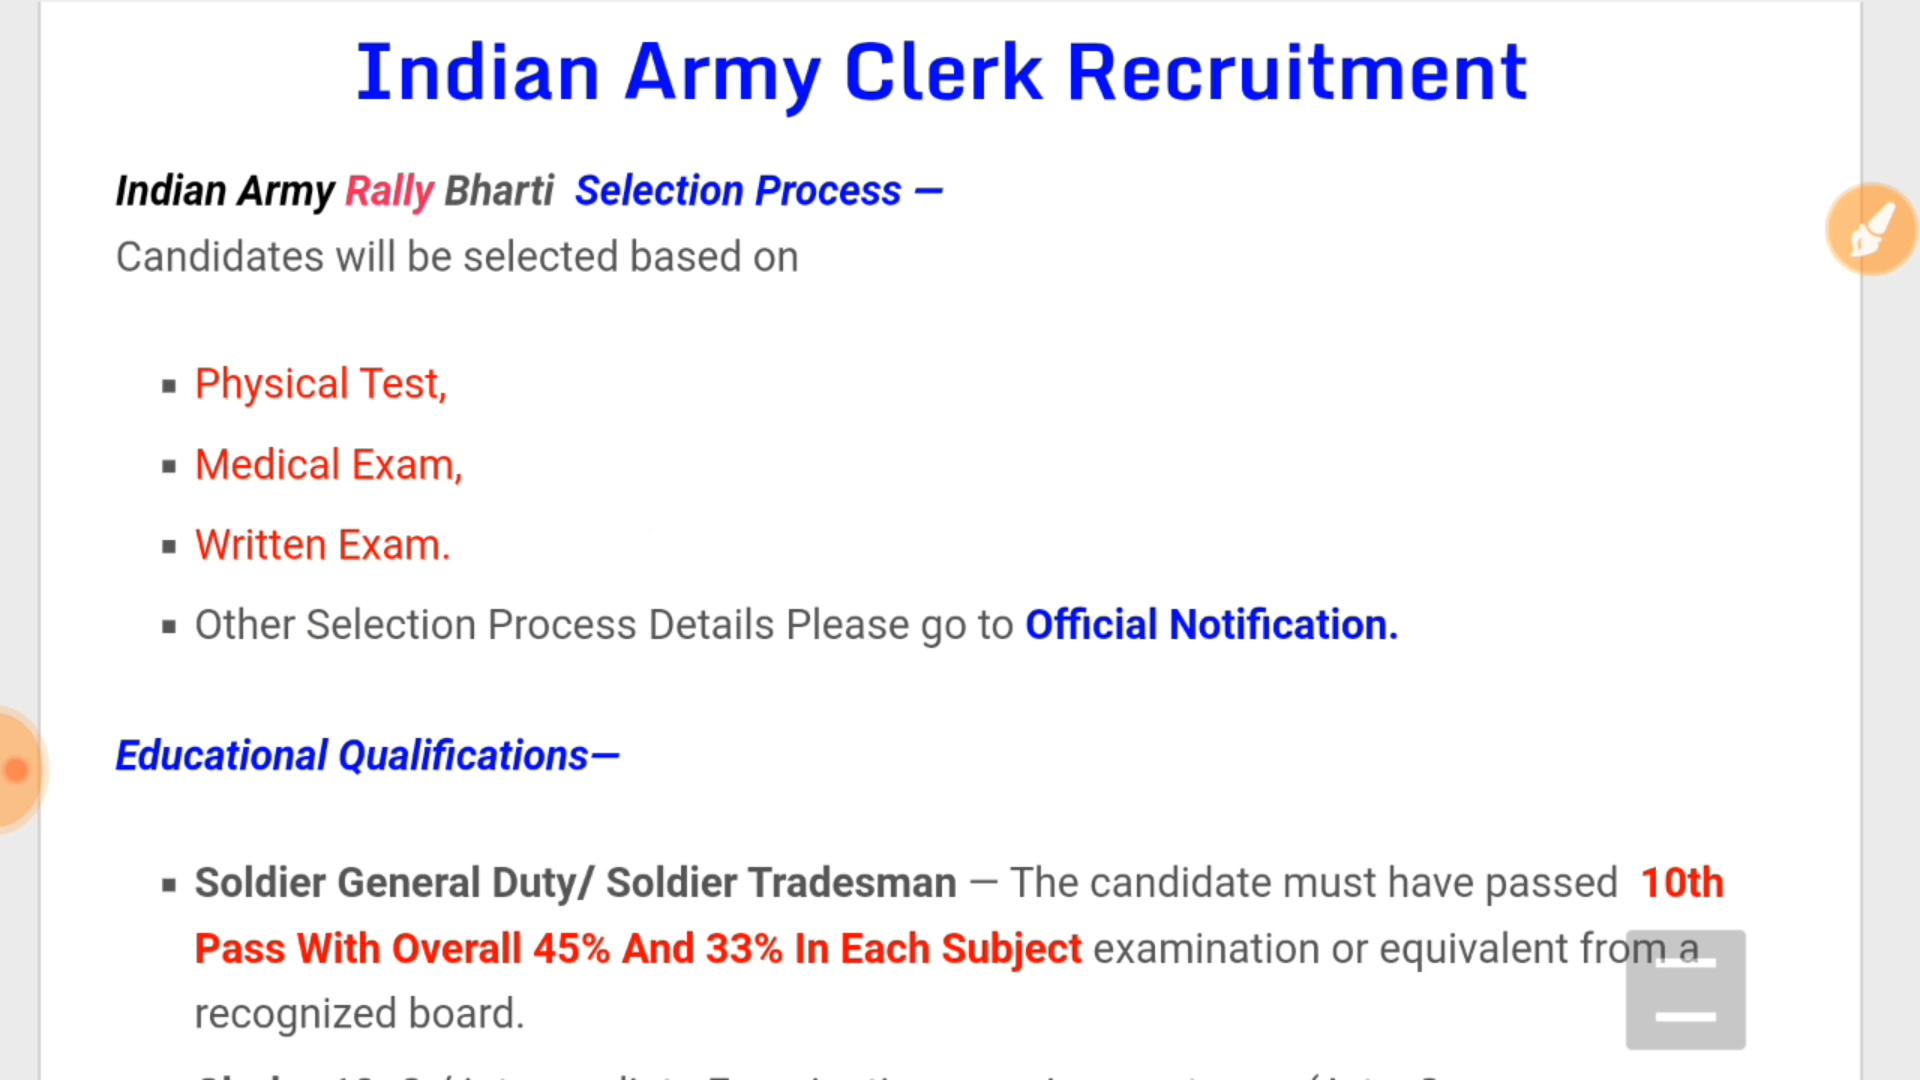 Indian Army Clerk Recruitment
Indian Army Rally Bharti Selection Process –
Candidates will be selected based on
▪ Physical Test,
▪ Medical Exam,
▪ Written Exam.
▪ Other Selection Process Details Please go to Official Notification.
Educational Qualifications–
▪ Soldier General Duty/ Soldier Tradesman – The candidate must have passed 10th
Pass With Overall 45% And 33% In Each Subject examination or equivalent from a
recognized board.